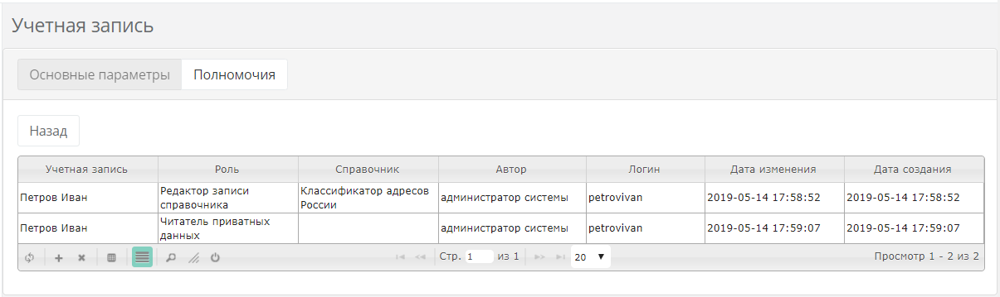 Учетная запись
Основные параметры Полномочия
Назад
Учетная запись Роль Справочник Автор Логин Дата изменения Дата создания
Петров Иван Редактор записи справочника Классификатор адресов России администратор системы petrovivan 2019-05-14 17:58:52 2019-05-14 17:58:52
Петров Иван Читатель приватных данных администратор системы petrovivan 2019-05-14 17:59:07 2019-05-14 17:59:07
Стр. 1 из 1 20 Просмотр 1 - 2 из 2